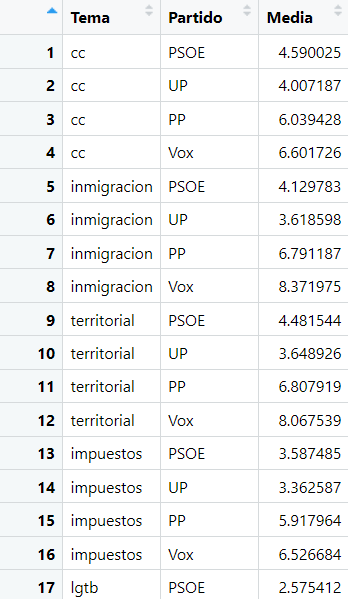 Tema Partido Media
1 cc PSOE 4.590025
2 cc UP 4.007187
3 cc PP 6.039428
4 cc Vox 6.601726
5 inmigracion PSOE 4.129783
6 inmigracion UP 3.618598
7 inmigracion PP 6.791187
8 inmigracion Vox 8.371975
9 territorial PSOE 4.481544
10 territorial UP 3.648926
11 territorial PP 6.807919
12 territorial Vox 8.067539
13 impuestos PSOE 3.587485
14 impuestos UP 3.362587
15 impuestos PP 5.917964
16 impuestos Vox 6.526684
17 lgtb PSOE 2.575412